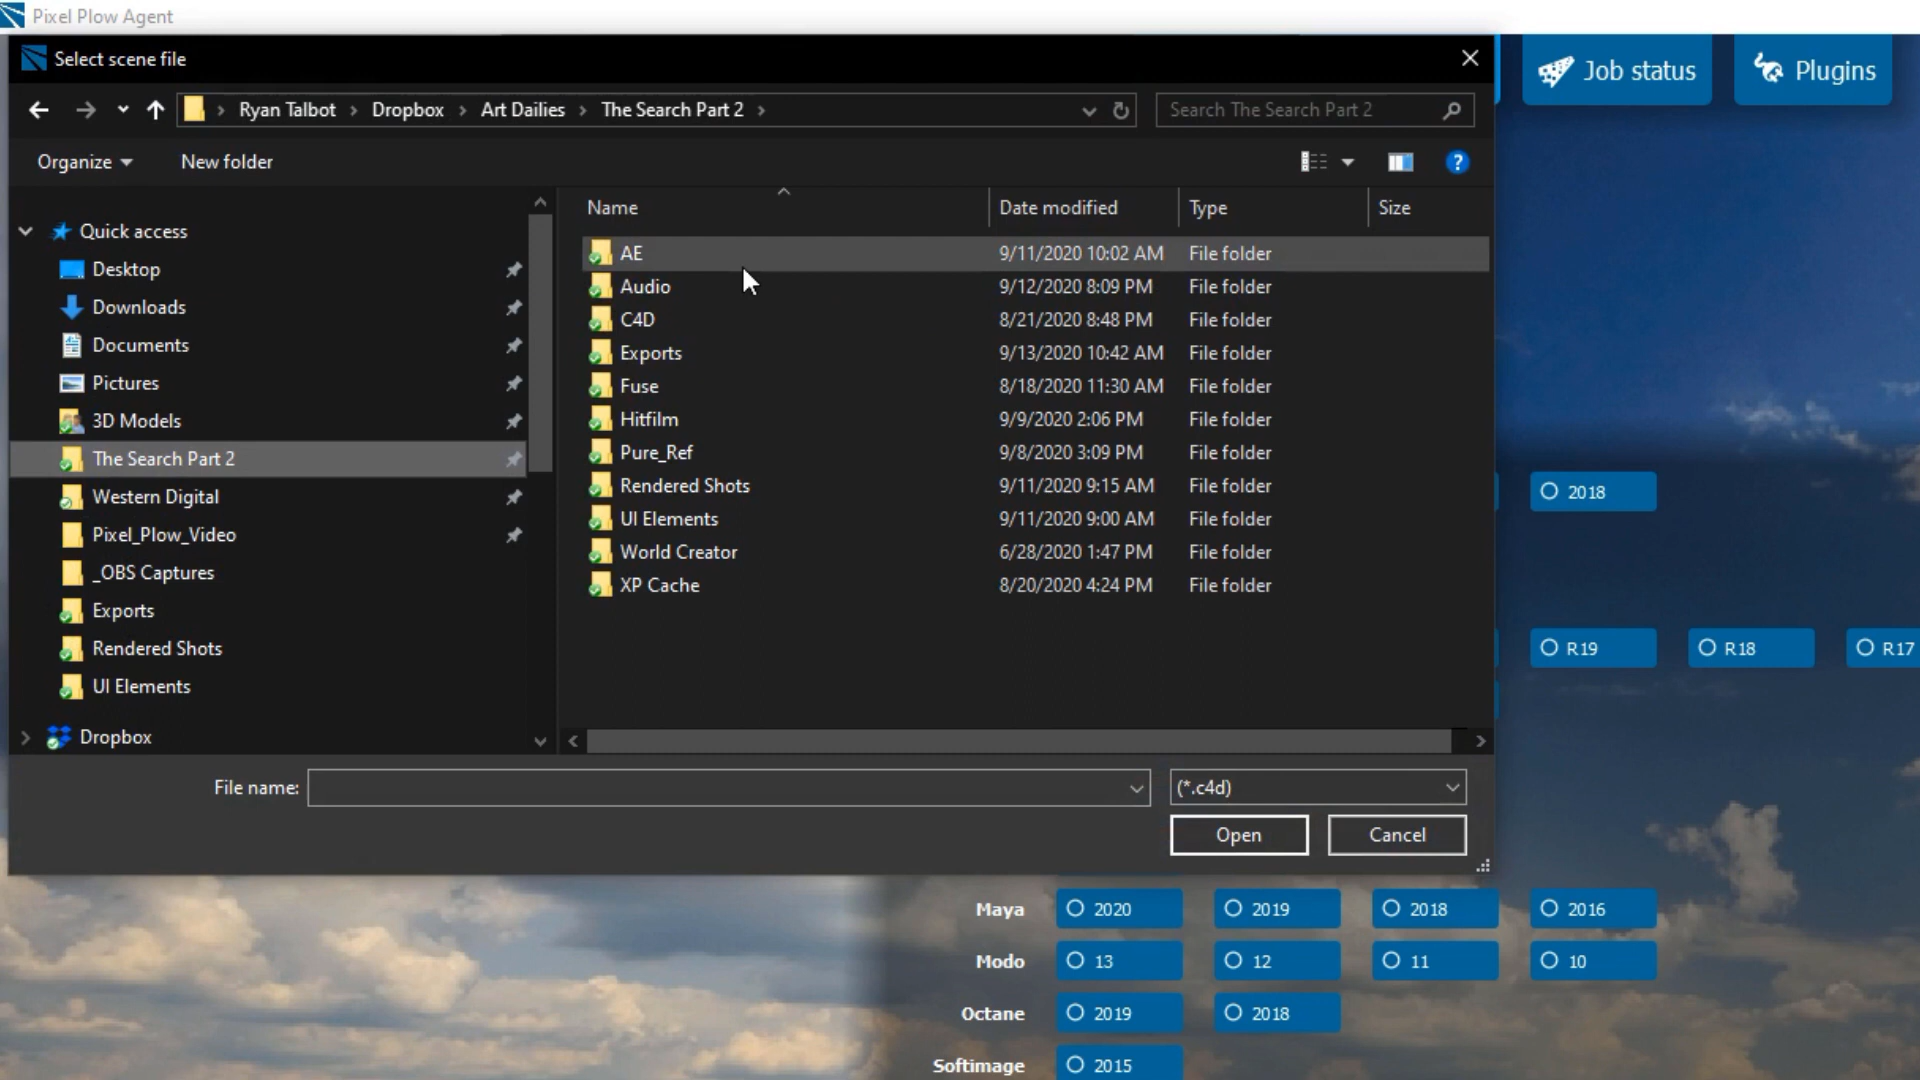 Pixel Plow Agent
Select scene file
Job status
Plugins
Ryan Talbot > Dropbox > Art Dailies > The Search Part 2 >
Search The Search Part 2
Organize
New folder
Name
Date modified
Type
Size
Quick access
Desktop
Downloads
Documents
Pictures
3D Models
The Search Part 2
Western Digital
Pixel_Plow_Video
_OBS Captures
Exports
Rendered Shots
UI Elements
Dropbox
AE 9/11/2020 10:02 AM File folder
Audio 9/12/2020 8:09 PM File folder
C4D 8/21/2020 8:48 PM File folder
Exports 9/13/2020 10:42 AM File folder
Fuse 8/18/2020 11:30 AM File folder
Hitfilm 9/9/2020 2:06 PM File folder
Pure_Ref 9/8/2020 3:09 PM File folder
Rendered Shots 9/11/2020 9:15 AM File folder
UI Elements 9/11/2020 9:00 AM File folder
World Creator 6/28/2020 1:47 PM File folder
XP Cache 8/20/2020 4:24 PM File folder
File name:
(*.c4d)
Open
Cancel
2018
R19 R18 R17
Maya 2020 2019 2018 2016
Modo 13 12 11 10
Octane 2019 2018
Softimage 2015